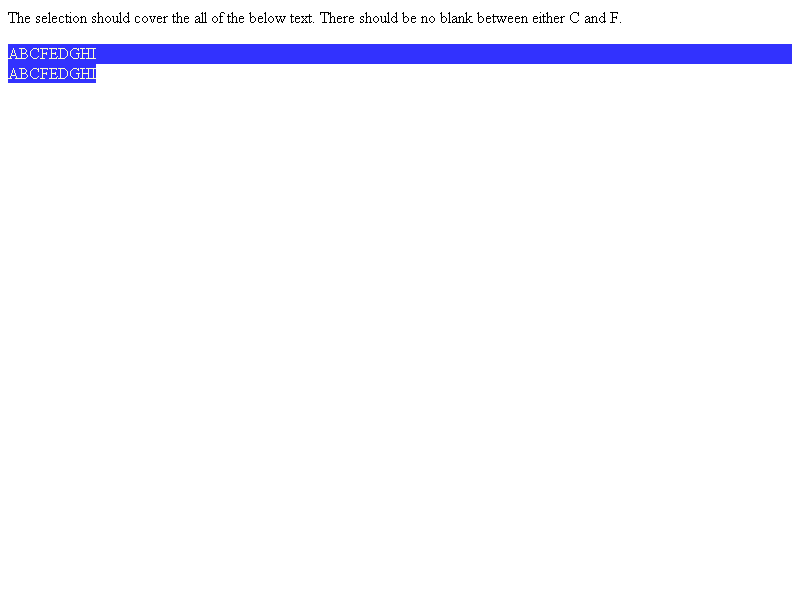 The selection should cover the all of the below text. There should be no blank between either C and F.
ABCFEDGHI
ABCFEDGHI